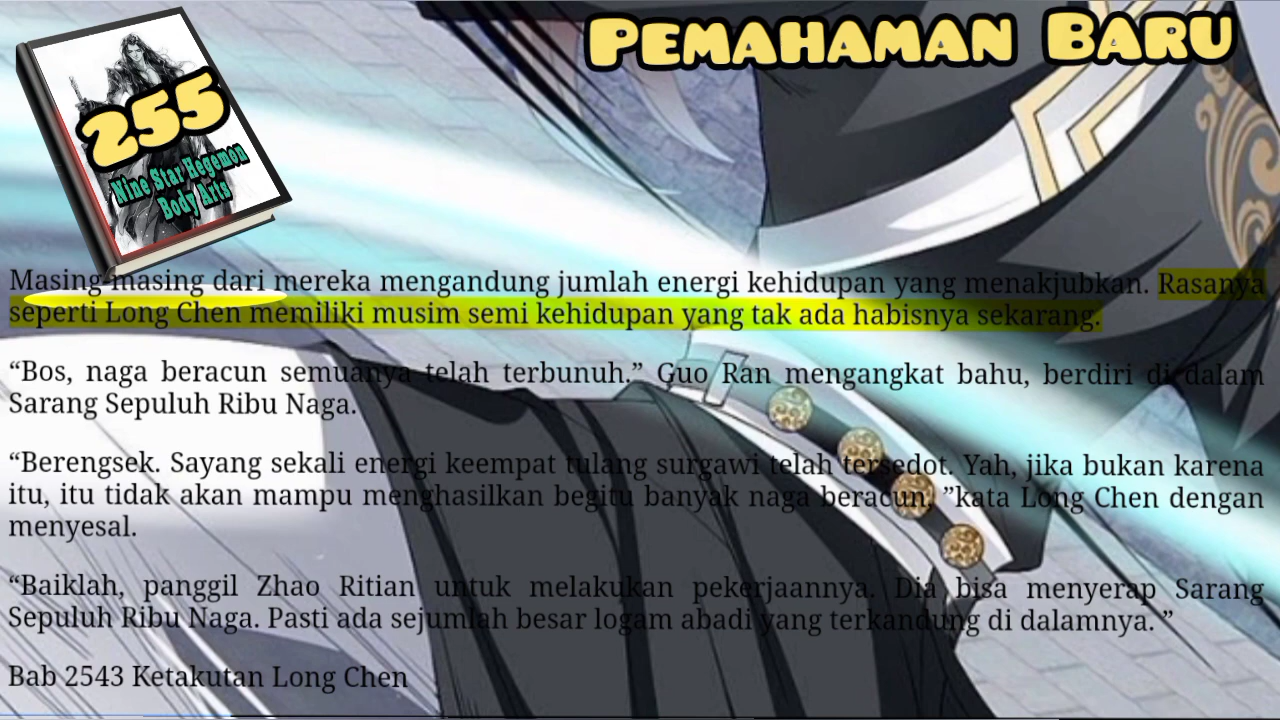 Pemahaman Baru
255
Nine Star Hegemon
Body Arts
Masing-masing dari mereka mengandung jumlah energi kehidupan yang menakjubkan. Rasanya
seperti Long Chen memiliki musim semi kehidupan yang tak ada habisnya sekarang.
“Bos, naga beracun semuanya telah terbunuh.” Guo Ran mengangkat bahu, berdiri di dalam
Sarang Sepuluh Ribu Naga.
“Berengsek. Sayang sekali energi keempat tulang surgawi telah tersedot. Yah, jika bukan karena
itu, itu tidak akan mampu menghasilkan begitu banyak naga beracun, ”kata Long Chen dengan
menyesal.
“Baiklah, panggil Zhao Ritian untuk melakukan pekerjaannya. Dia bisa menyerap Sarang
Sepuluh Ribu Naga. Pasti ada sejumlah besar logam abadi yang terkandung di dalamnya. ”
Bab 2543 Ketakutan Long Chen